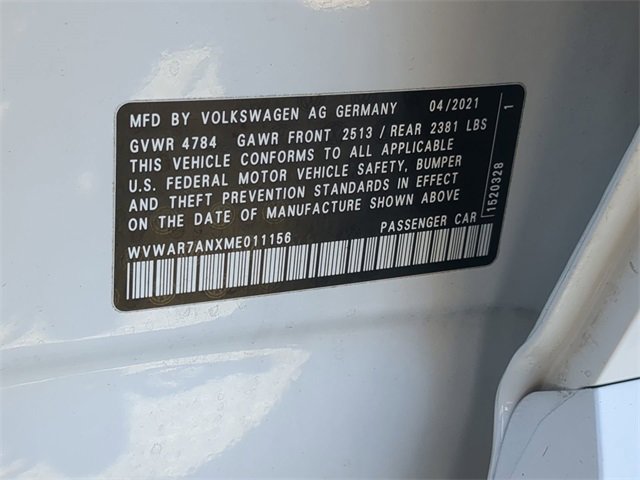 MFD BY VOLKSWAGEN AG GERMANY 04/2021
GVWR 4784 GAWR FRONT 2513 / REAR 2381 LBS
THIS VEHICLE CONFORMS TO ALL APPLICABLE
U.S. FEDERAL MOTOR VEHICLE SAFETY, BUMPER
AND THEFT PREVENTION STANDARDS IN EFFECT
ON THE DATE OF MANUFACTURE SHOWN ABOVE
WVWAR7ANXME011156 PASSENGER CAR
1520328 1